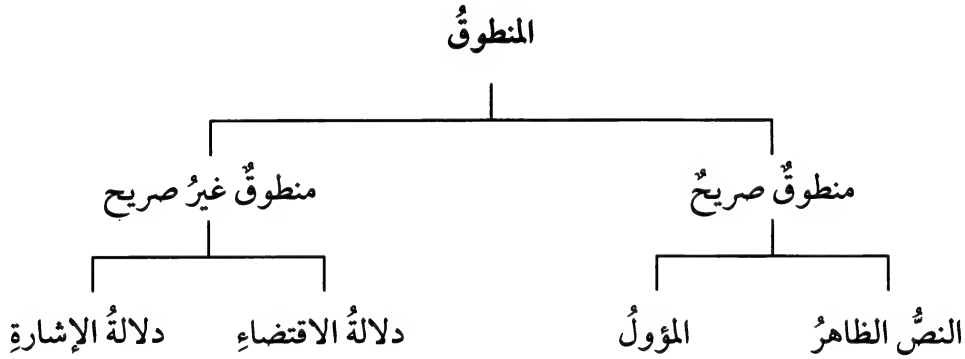 المنطوقُ
منطوقٌ صريحٌ
منطوقٌ غيرُ صريح
النصُّ الظاهرُ
المؤولُ
دلالةُ الاقتضاءِ
دلالةُ الإشارةِ